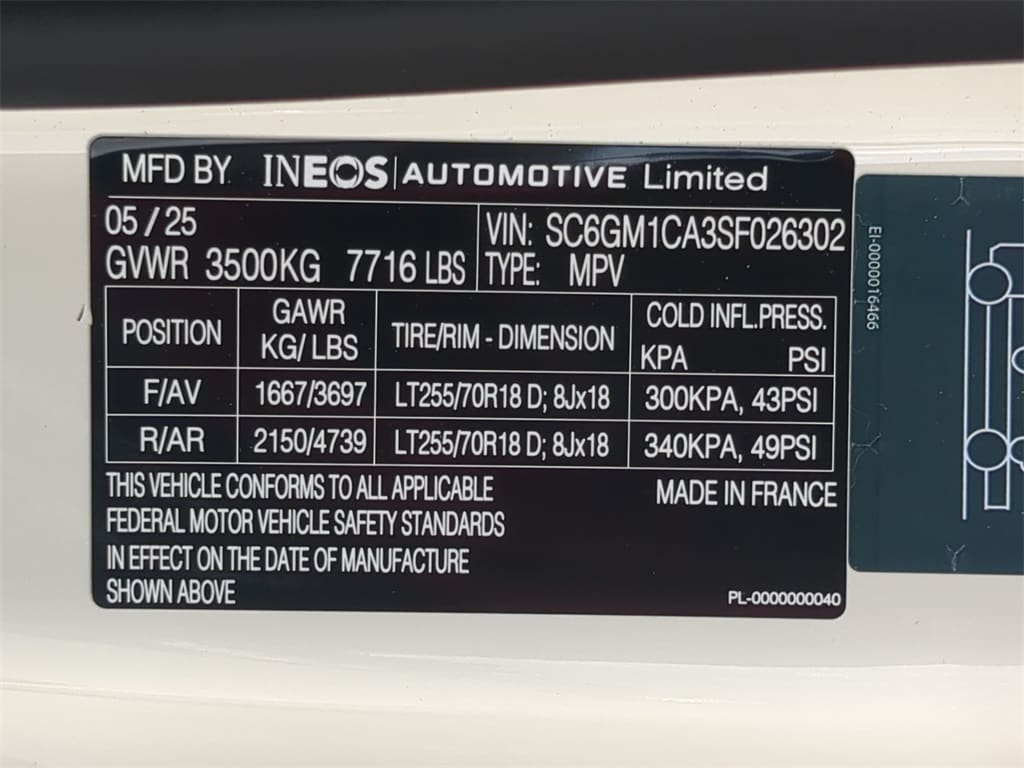 MFD BY INEOS AUTOMOTIVE Limited
05 / 25
GVWR 3500KG 7716 LBS
VIN: SC6GM1CA3SF026302
TYPE: MPV
POSITION GAWR KG/ LBS TIRE/RIM - DIMENSION COLD INFL.PRESS. KPA PSI
F/AV 1667/3697 LT255/70R18 D; 8Jx18 300KPA, 43PSI
R/AR 2150/4739 LT255/70R18 D; 8Jx18 340KPA, 49PSI
THIS VEHICLE CONFORMS TO ALL APPLICABLE
FEDERAL MOTOR VEHICLE SAFETY STANDARDS
IN EFFECT ON THE DATE OF MANUFACTURE
SHOWN ABOVE
MADE IN FRANCE
PL-0000000040
EI-0000016466